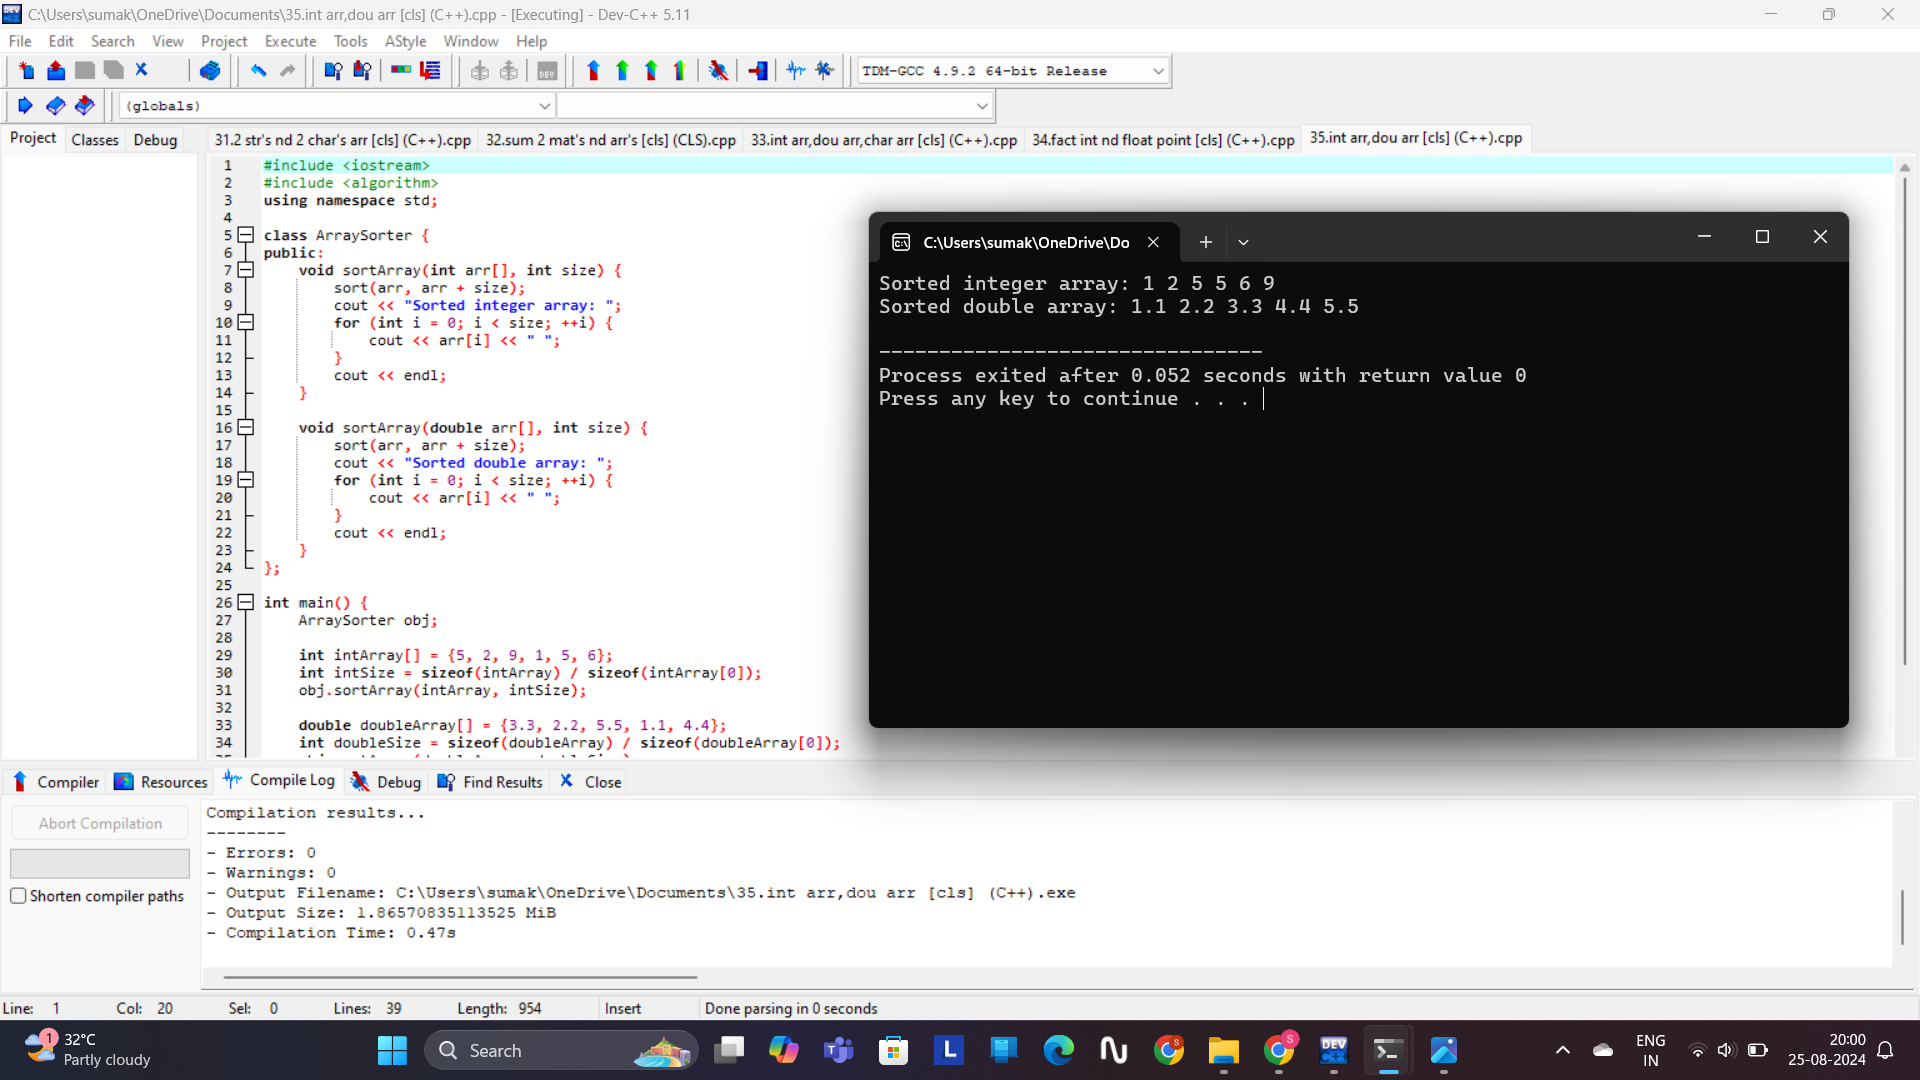 C:\Users\sumak\OneDrive\Documents\35.int arr,dou arr [cls] (C++).cpp - [Executing] - Dev-C++ 5.11
File Edit Search View Project Execute Tools AStyle Window Help
TDM-GCC 4.9.2 64-bit Release
(globals)
Project Classes Debug
31.2 str's nd 2 char's arr [cls] (C++).cpp 32.sum 2 mat's nd arr's [cls] (CLS).cpp 33.int arr,dou arr,char arr [cls] (C++).cpp 34.fact int nd float point [cls] (C++).cpp 35.int arr,dou arr [cls] (C++).cpp
1 #include <iostream>
2 #include <algorithm>
3 using namespace std;
4
5 class ArraySorter {
6 public:
7 void sortArray(int arr[], int size) {
8 sort(arr, arr + size);
9 cout << "Sorted integer array: ";
10 for (int i = 0; i < size; ++i) {
11 cout << arr[i] << " ";
12 }
13 cout << endl;
14 }
15
16 void sortArray(double arr[], int size) {
17 sort(arr, arr + size);
18 cout << "Sorted double array: ";
19 for (int i = 0; i < size; ++i) {
20 cout << arr[i] << " ";
21 }
22 cout << endl;
23 }
24 };
25
26 int main() {
27 ArraySorter obj;
28
29 int intArray[] = {5, 2, 9, 1, 5, 6};
30 int intSize = sizeof(intArray) / sizeof(intArray[0]);
31 obj.sortArray(intArray, intSize);
32
33 double doubleArray[] = {3.3, 2.2, 5.5, 1.1, 4.4};
34 int doubleSize = sizeof(doubleArray) / sizeof(doubleArray[0]);
C:\Users\sumak\OneDrive\Do
Sorted integer array: 1 2 5 5 6 9
Sorted double array: 1.1 2.2 3.3 4.4 5.5
--------------------------------
Process exited after 0.052 seconds with return value 0
Press any key to continue . . .
Compiler Resources Compile Log Debug Find Results Close
Abort Compilation
Shorten compiler paths
Compilation results...
--------
- Errors: 0
- Warnings: 0
- Output Filename: C:\Users\sumak\OneDrive\Documents\35.int arr,dou arr [cls] (C++).exe
- Output Size: 1.86570835113525 MiB
- Compilation Time: 0.47s
Line: 1 Col: 20 Sel: 0 Lines: 39 Length: 954 Insert Done parsing in 0 seconds
1
32°C
Partly cloudy
Search
L
S
S
DEV
ENG
IN
20:00
25-08-2024